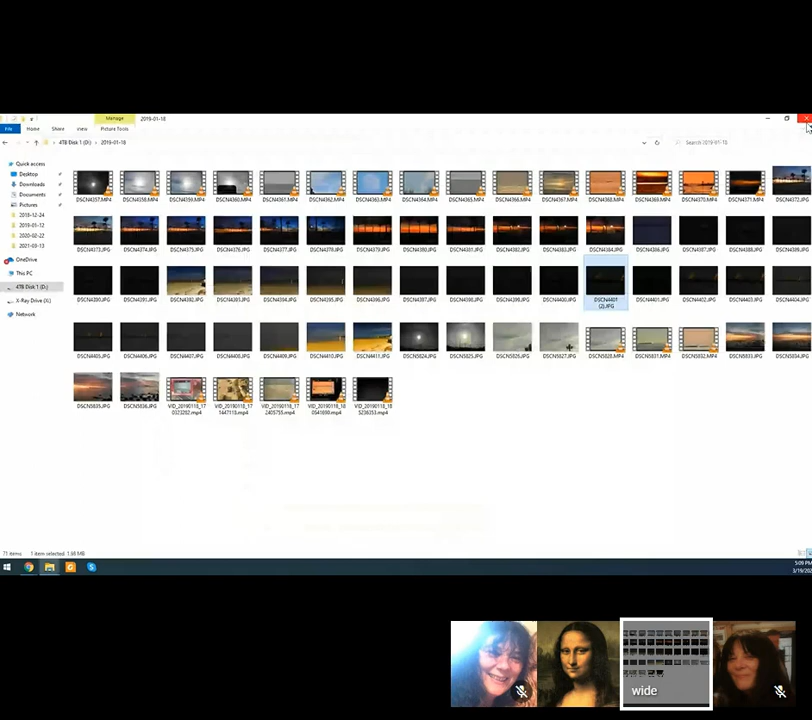 Manage 2019-01-18
File Home Share View Picture Tools
4TB Disk 1 (D:) 2019-01-18 Search 2019-01-18
Quick access
Desktop
Downloads
Documents
Pictures
2018-12-24
2019-01-12
2020-02-22
2021-03-13
OneDrive
This PC
4TB Disk 1 (D:)
X-Ray Drive (X:)
Network
DSCN4357.MP4 DSCN4358.MP4 DSCN4359.MP4 DSCN4360.MP4 DSCN4361.MP4 DSCN4362.MP4 DSCN4363.MP4 DSCN4364.MP4 DSCN4365.MP4 DSCN4366.MP4 DSCN4367.MP4 DSCN4368.MP4 DSCN4369.MP4 DSCN4370.MP4 DSCN4371.MP4 DSCN4372.JPG
DSCN4373.JPG DSCN4374.JPG DSCN4375.JPG DSCN4376.JPG DSCN4377.JPG DSCN4378.JPG DSCN4379.JPG DSCN4380.JPG DSCN4381.JPG DSCN4382.JPG DSCN4383.JPG DSCN4384.JPG DSCN4386.JPG DSCN4387.JPG DSCN4388.JPG DSCN4389.JPG
DSCN4390.JPG DSCN4391.JPG DSCN4392.JPG DSCN4395.JPG DSCN4396.JPG DSCN4397.JPG DSCN4398.JPG DSCN4399.JPG DSCN4400.JPG DSCN4401 (2).JPG DSCN4401.JPG DSCN4402.JPG DSCN4403.JPG DSCN4404.JPG
DSCN4405.JPG DSCN4406.JPG DSCN4407.JPG DSCN4408.JPG DSCN4409.JPG DSCN4410.JPG DSCN4411.JPG DSCN5824.JPG DSCN5825.JPG DSCN5826.JPG DSCN5827.JPG DSCN5828.MP4 DSCN5831.MP4 DSCN5832.MP4 DSCN5833.JPG DSCN5834.JPG
DSCN5835.JPG DSCN5836.JPG
71 items 1 item selected 1.98 MB
5:09 PM
wide